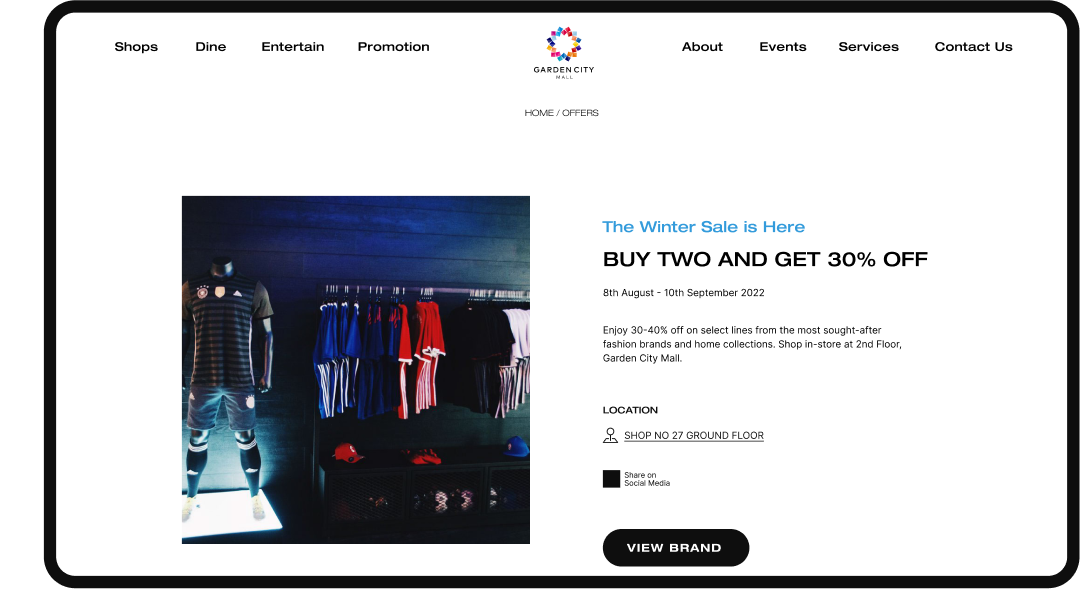 Shops Dine Entertain Promotion
GARDEN CITY
MALL
About Events Services Contact Us
HOME / OFFERS
The Winter Sale is Here
BUY TWO AND GET 30% OFF
8th August - 10th September 2022
Enjoy 30-40% off on select lines from the most sought-after
fashion brands and home collections. Shop in-store at 2nd Floor,
Garden City Mall.
LOCATION
SHOP NO 27 GROUND FLOOR
Share on
Social Media
VIEW BRAND